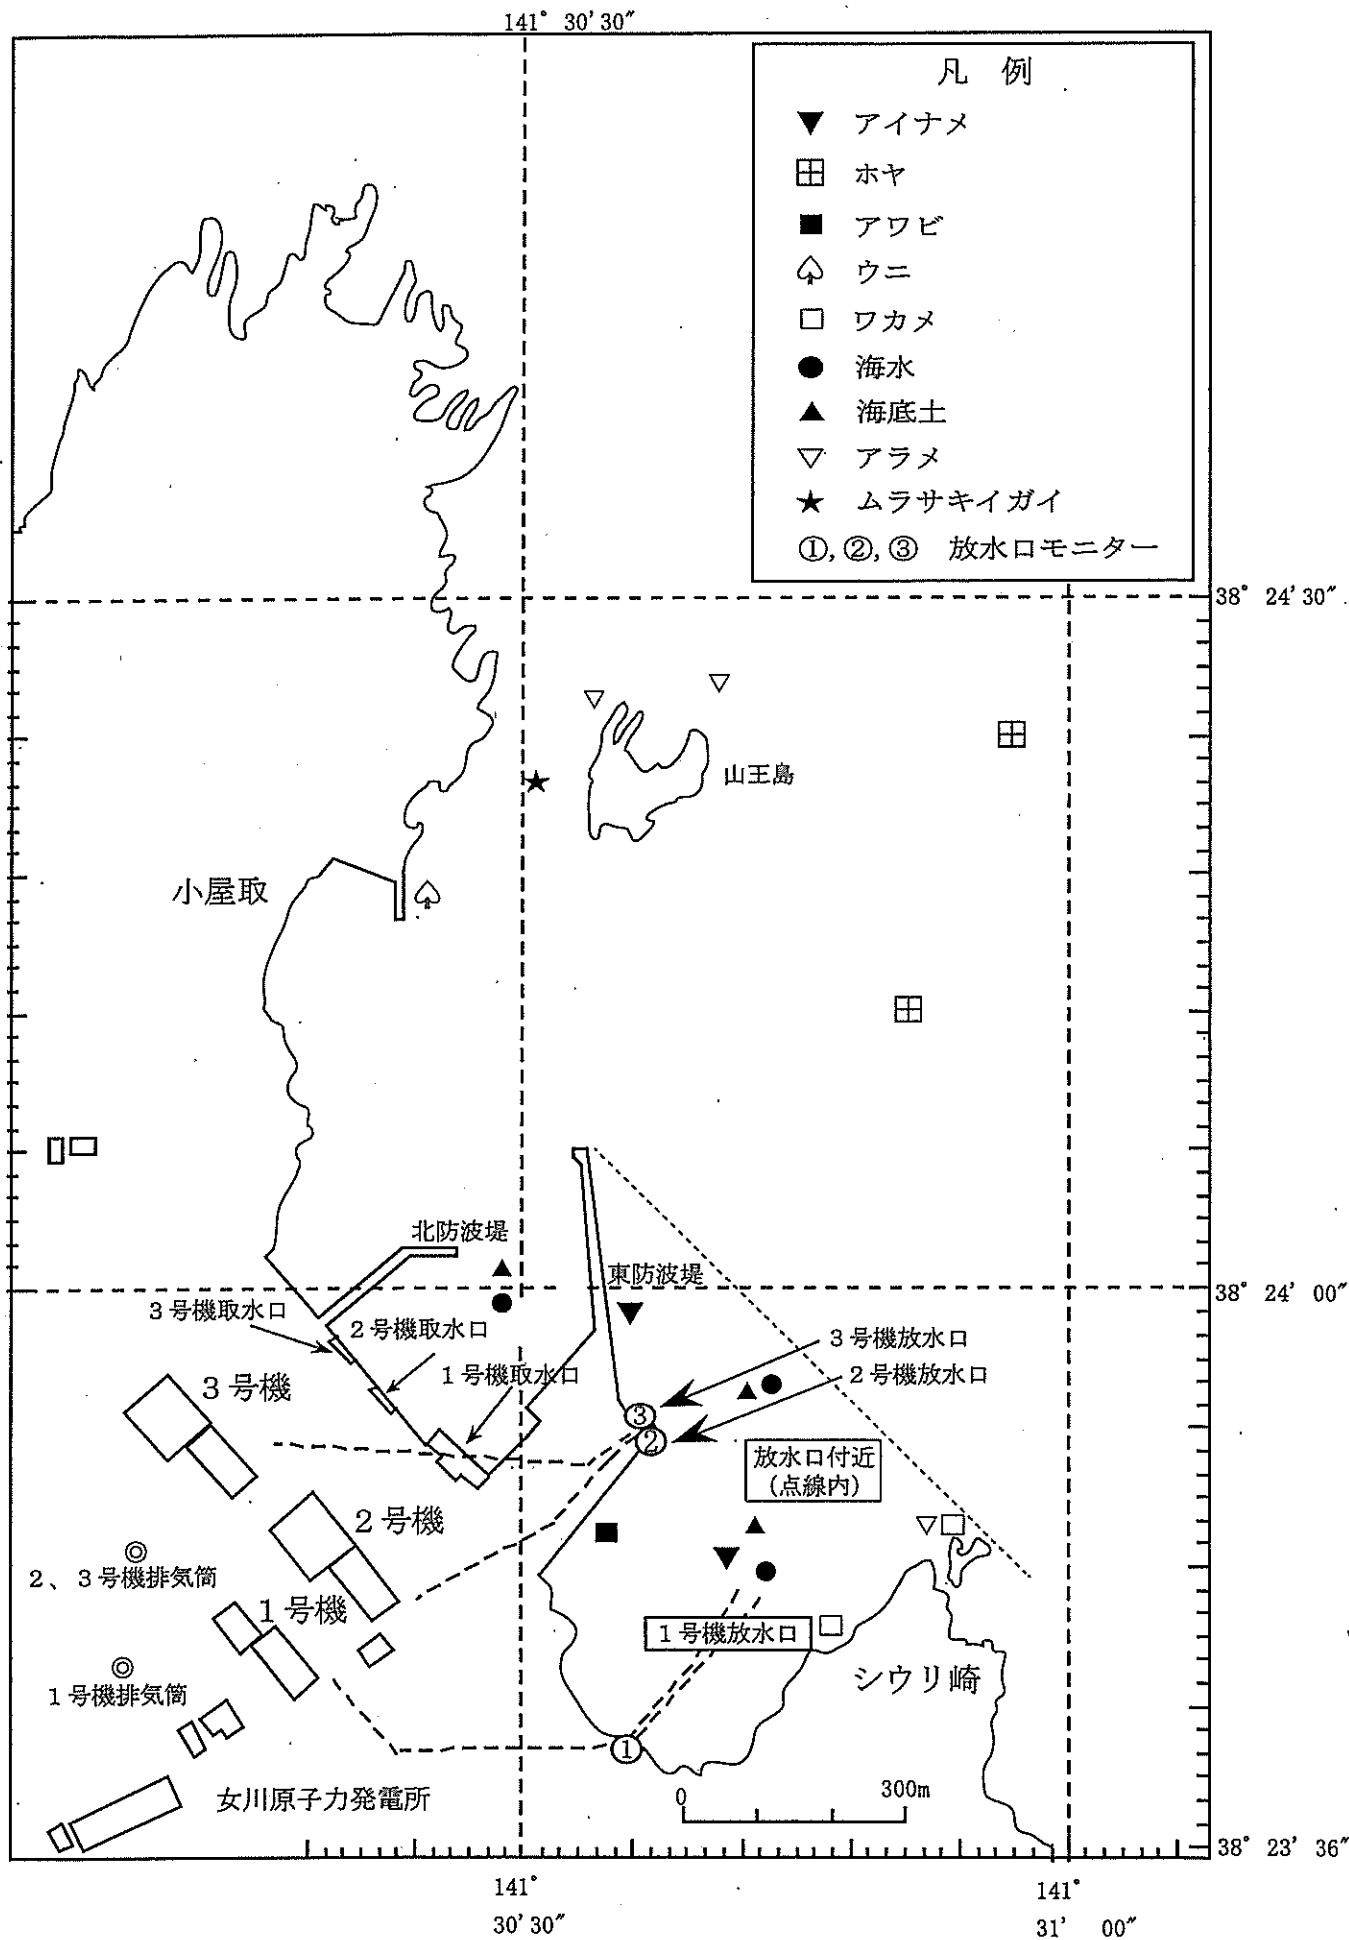 141° 30′30″
凡 例
アイナメ
ホヤ
アワビ
ウニ
ワカメ
海水
海底土
アラメ
ムラサキイガイ
①,②,③ 放水口モニター
38° 24′30″
山王島
小屋取
北防波堤
東防波堤
38° 24′ 00″
3号機取水口
2号機取水口
1号機取水口
3号機放水口
2号機放水口
3号機
③
②
放水口付近
(点線内)
2号機
2、3号機排気筒
1号機
1号機放水口
シウリ崎
1号機排気筒
①
女川原子力発電所
0 300m
38° 23′ 36″
141°
30′30″
141°
31′ 00″